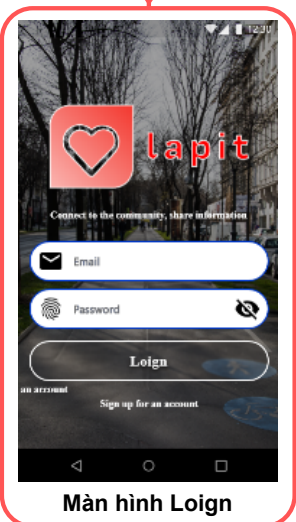 12:30
lapit
Connect to the community, share information
Email
Password
Loign
an account
Sign up for an account
Màn hình Loign